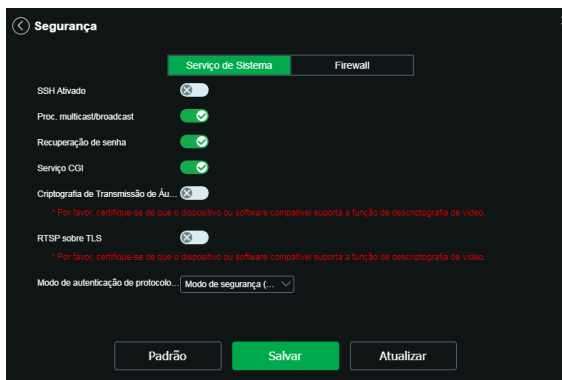 Segurança
Serviço de Sistema Firewall
SSH Ativado
Proc. multicast/broadcast
Recuperação de senha
Serviço CGI
Criptografia de Transmissão de Áu...
* Por favor, certifique-se de que o dispositivo ou software compatível suporta a função de descriptografia de vídeo.
RTSP sobre TLS
* Por favor, certifique-se de que o dispositivo ou software compatível suporta a função de descriptografia de vídeo.
Modo de autenticação de protocolo... Modo de segurança (...
Padrão Salvar Atualizar